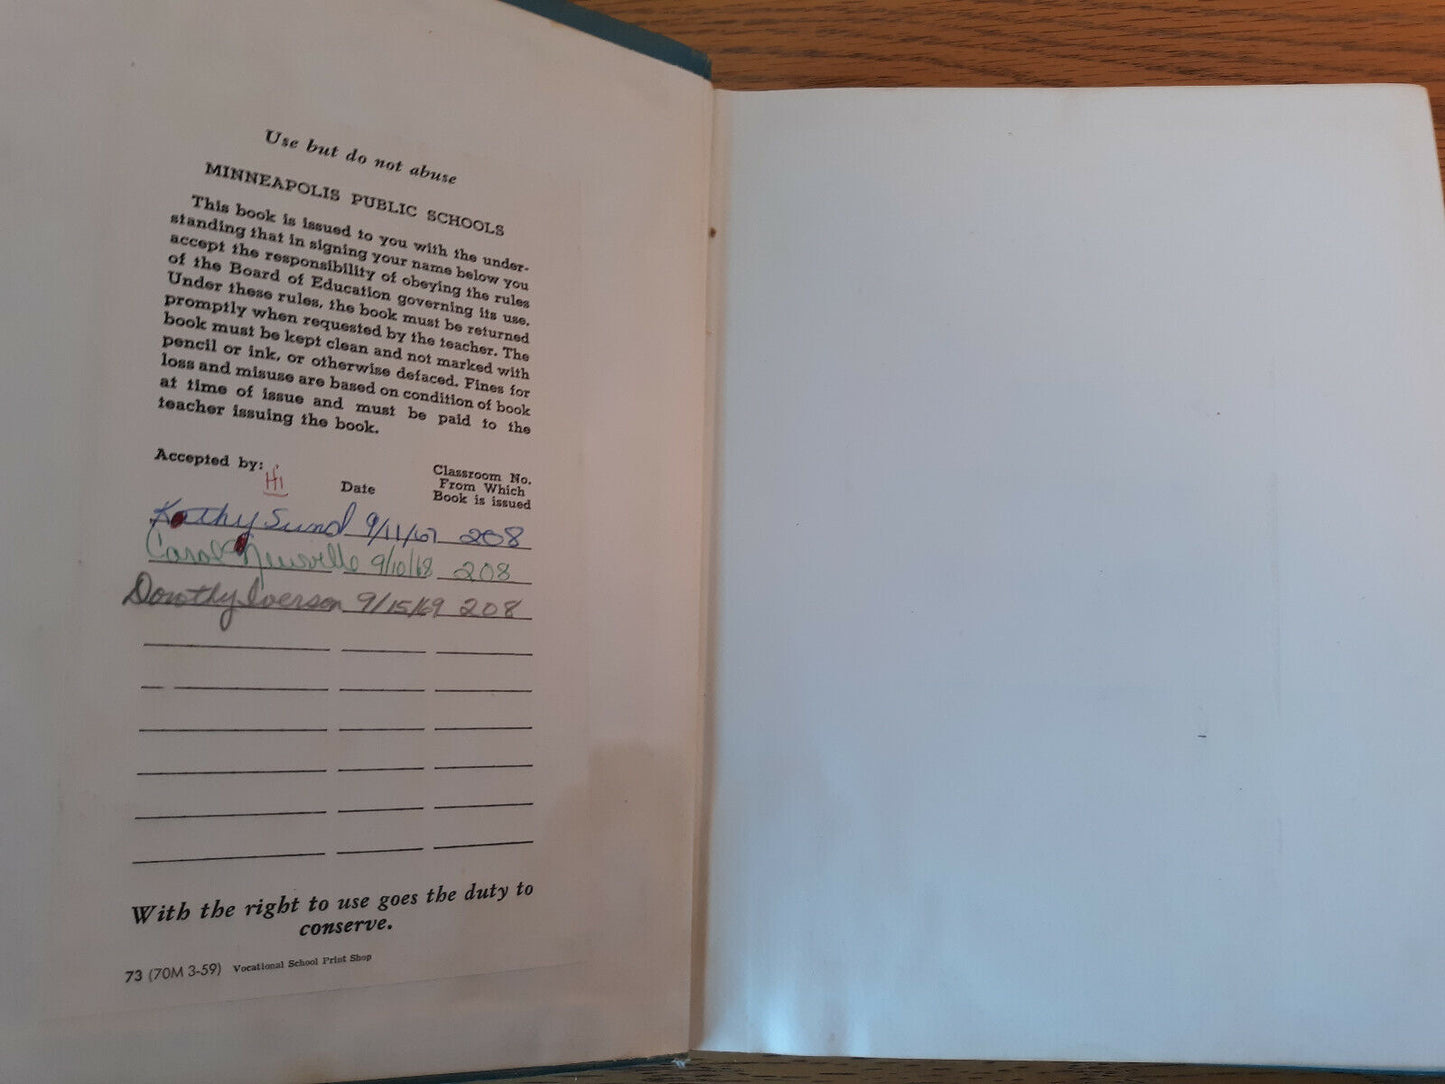 Use but do not abuse
MINNEAPOLIS PUBLIC SCHOOLS
This book is issued to you with the under-
standing that in signing your name below you
accept the responsibility of obeying the rules
of the Board of Education governing its use.
Under these rules, the book must be returned
promptly when requested by the teacher. The
book must be kept clean and not marked with
pencil or ink, or otherwise defaced. Fines for
loss and misuse are based on condition of book
at time of issue and must be paid to the
teacher issuing the book.
Accepted by:
Hi
Date
Classroom No.
From Which
Book is issued
Kathy Sund 9/11/67 208
Carol Neuville 9/10/68 208
Dorothy Iverson 9/15/69 208
With the right to use goes the duty to
conserve.
73 (70M 3-59) Vocational School Print Shop